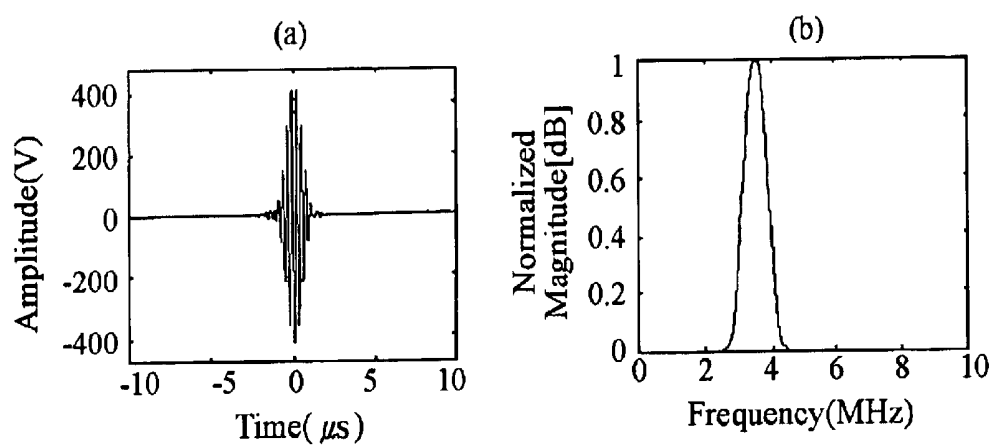 (a)
400
200
0
-200
-400
-10 -5 0 5 10
Amplitude(V)
Time( μs)
(b)
1
0.8
0.6
0.4
0.2
0
0 2 4 6 8 10
Normalized
Magnitude[dB]
Frequency(MHz)